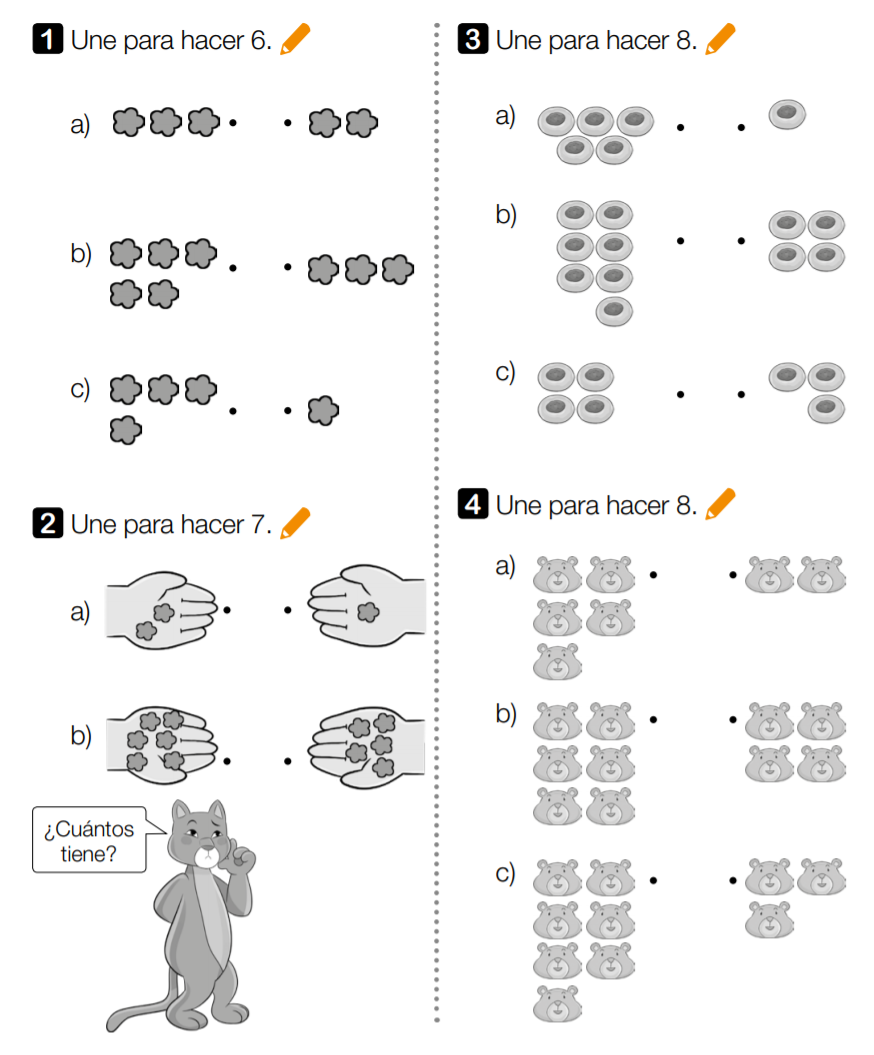 1 Une para hacer 6.
a)
b)
c)
2 Une para hacer 7.
a)
b)
¿Cuántos
tiene?
3 Une para hacer 8.
a)
b)
c)
4 Une para hacer 8.
a)
b)
c)